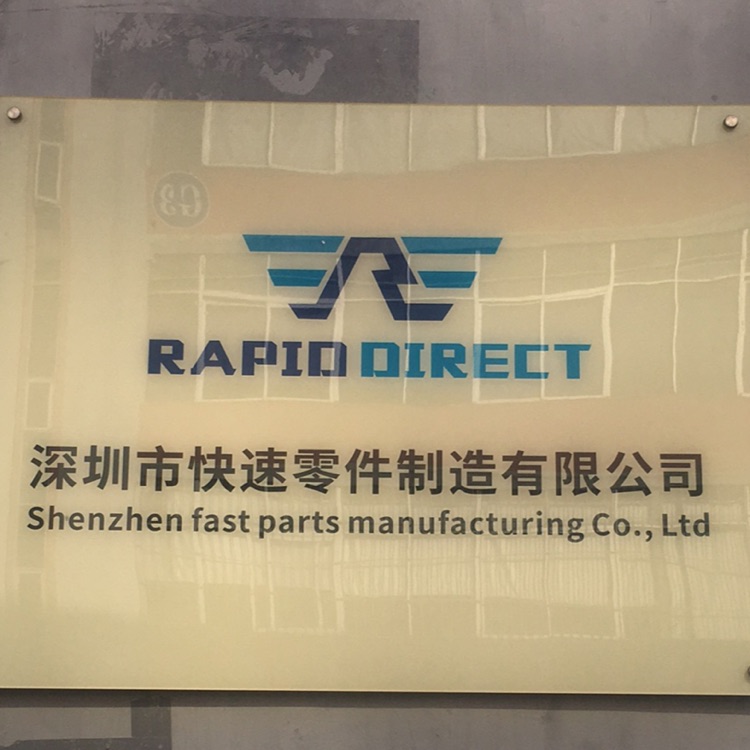 RAPID DIRECT
深圳市快速零件制造有限公司
Shenzhen fast parts manufacturing Co., Ltd